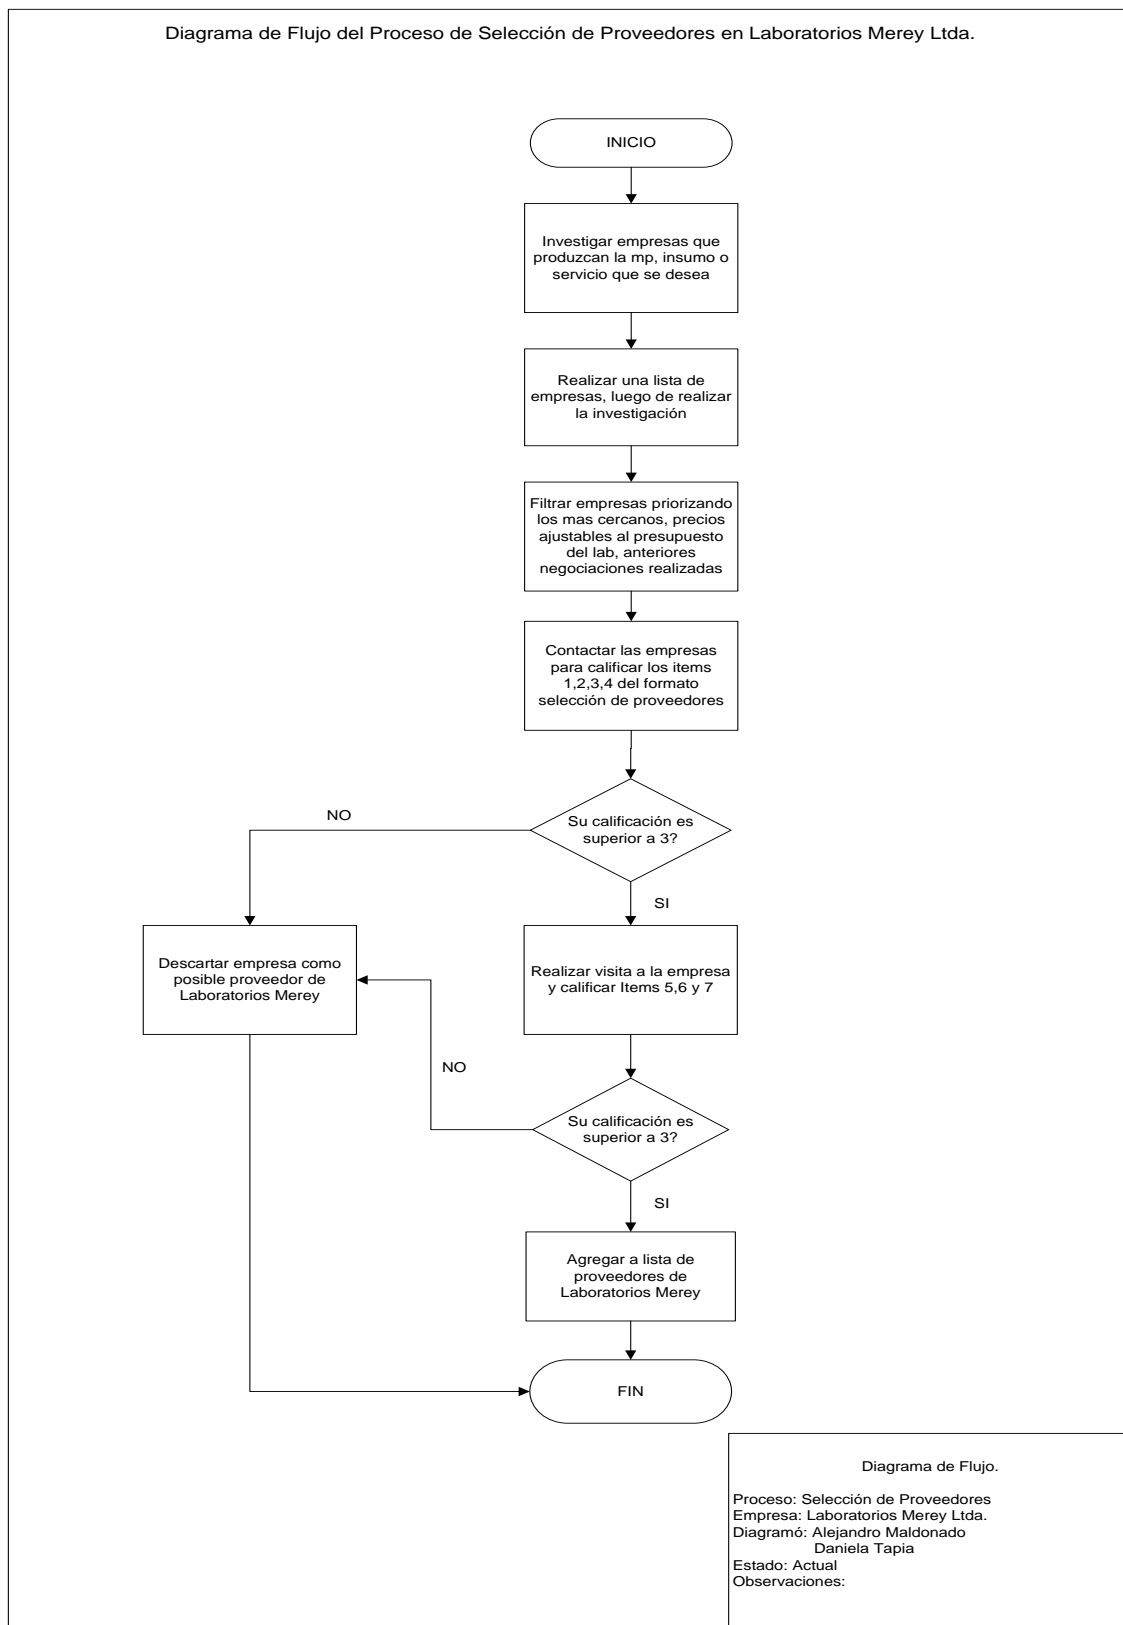 Diagrama de Flujo del Proceso de Selección de Proveedores en Laboratorios Merey Ltda.
INICIO
Investigar empresas que
produzcan la mp, insumo o
servicio que se desea
Realizar una lista de
empresas, luego de realizar
la investigación
Filtrar empresas priorizando
los mas cercanos, precios
ajustables al presupuesto
del lab, anteriores
negociaciones realizadas
Contactar las empresas
para calificar los items
1,2,3,4 del formato
selección de proveedores
Su calificación es
superior a 3?
NO
SI
Descartar empresa como
posible proveedor de
Laboratorios Merey
Realizar visita a la empresa
y calificar Items 5,6 y 7
NO
Su calificación es
superior a 3?
SI
Agregar a lista de
proveedores de
Laboratorios Merey
FIN
Diagrama de Flujo.
Proceso: Selección de Proveedores
Empresa: Laboratorios Merey Ltda.
Diagramó: Alejandro Maldonado
Daniela Tapia
Estado: Actual
Observaciones: